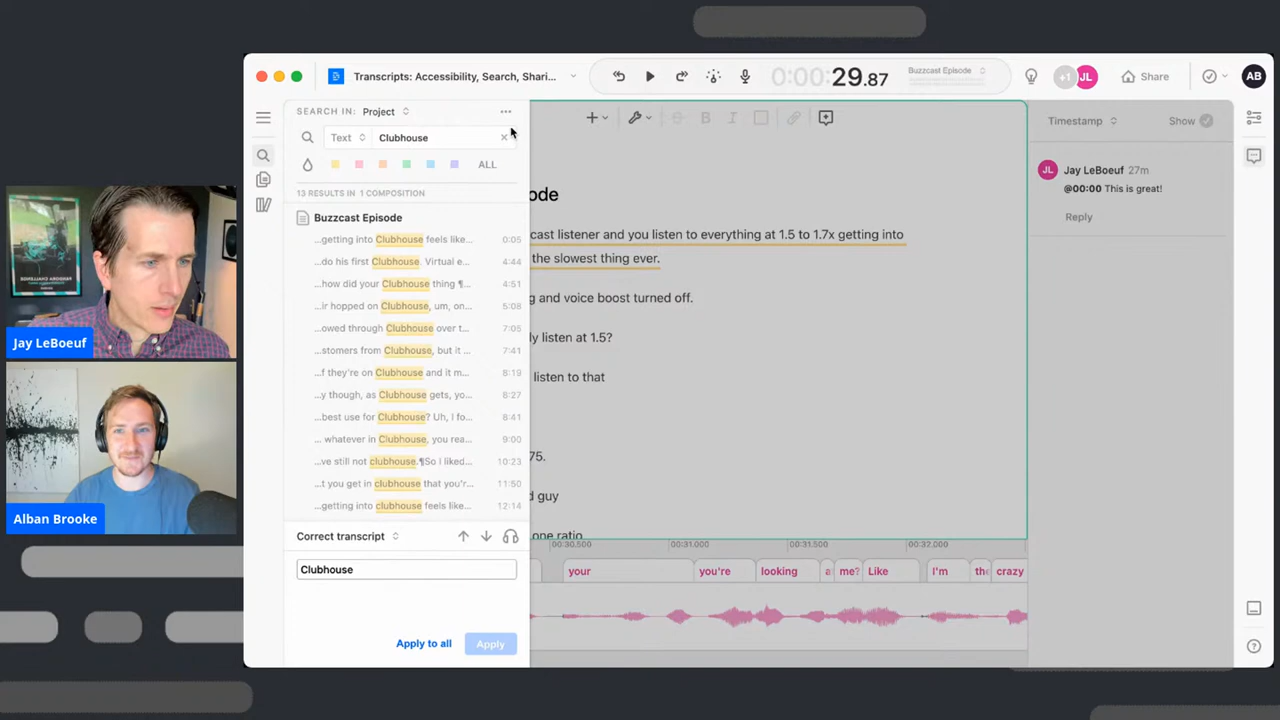 Transcripts: Accessibility, Search, Shari...
0:00:29.87
Buzzcast Episode
+1
JL
Share
AB
SEARCH IN: Project
Text
Clubhouse
ALL
13 RESULTS IN 1 COMPOSITION
Buzzcast Episode
...getting into Clubhouse feels like... 0:05
...do his first Clubhouse. Virtual e... 4:44
...how did your Clubhouse thing ¶... 4:51
...ir hopped on Clubhouse, um, on... 5:08
...owed through Clubhouse over t... 7:05
...stomers from Clubhouse, but it ... 7:41
...f they're on Clubhouse and it m... 8:19
...y though, as Clubhouse gets, yo... 8:27
...best use for Clubhouse? Uh, I fo... 8:41
... whatever in Clubhouse, you rea... 9:00
...ve still not clubhouse.¶So I liked... 10:23
...t you get in clubhouse that you'r... 11:50
...getting into clubhouse feels like... 12:14
Correct transcript
Clubhouse
Apply to all
Apply
B
I
ode
cast listener and you listen to everything at 1.5 to 1.7x getting into
the slowest thing ever.
g and voice boost turned off.
ly listen at 1.5?
listen to that
75.
d guy
one ratio
00:30.500 00:31.000 00:31.500 00:32.000
your you're looking a me? Like I'm the crazy
Timestamp
Show
JL
Jay LeBoeuf 27m
@00:00 This is great!
Reply
Jay LeBoeuf
Alban Brooke